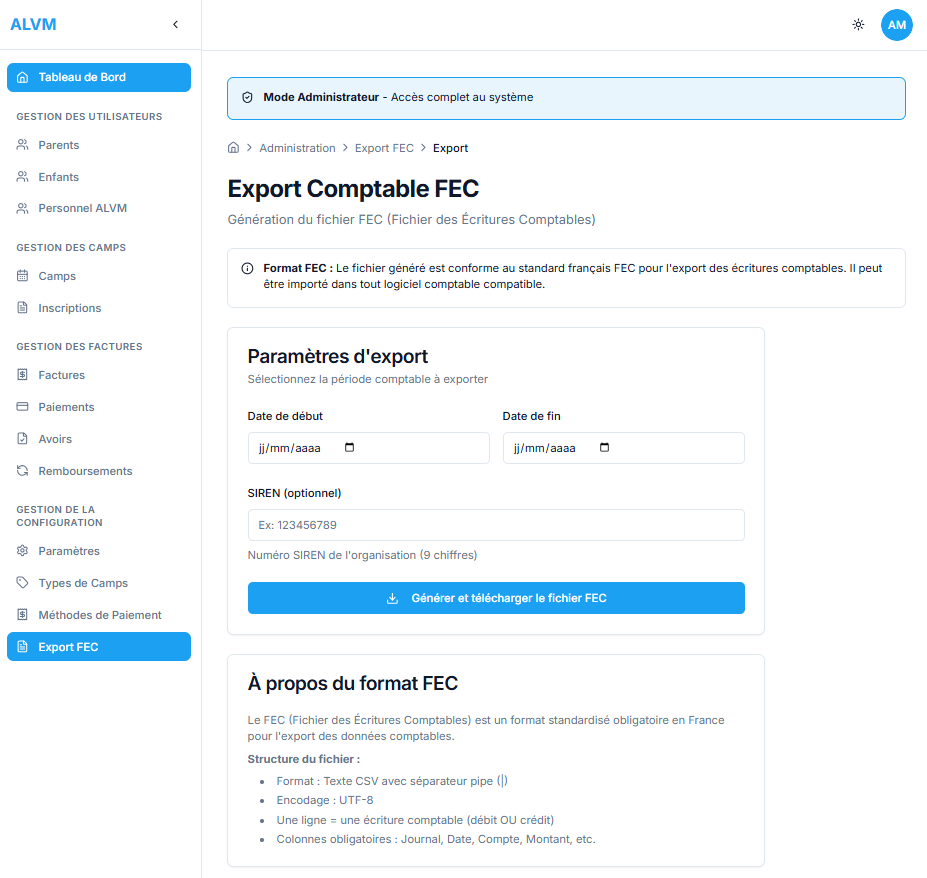 ALVM
AM
Tableau de Bord
GESTION DES UTILISATEURS
Parents
Enfants
Personnel ALVM
GESTION DES CAMPS
Camps
Inscriptions
GESTION DES FACTURES
Factures
Paiements
Avoirs
Remboursements
GESTION DE LA
CONFIGURATION
Paramètres
Types de Camps
Méthodes de Paiement
Export FEC
Mode Administrateur - Accès complet au système
Administration > Export FEC > Export
Export Comptable FEC
Génération du fichier FEC (Fichier des Écritures Comptables)
Format FEC : Le fichier généré est conforme au standard français FEC pour l'export des écritures comptables. Il peut
être importé dans tout logiciel comptable compatible.
Paramètres d'export
Sélectionnez la période comptable à exporter
Date de début
Date de fin
jj/mm/aaaa
jj/mm/aaaa
SIREN (optionnel)
Ex: 123456789
Numéro SIREN de l'organisation (9 chiffres)
Générer et télécharger le fichier FEC
À propos du format FEC
Le FEC (Fichier des Écritures Comptables) est un format standardisé obligatoire en France
pour l'export des données comptables.
Structure du fichier :
• Format : Texte CSV avec séparateur pipe (|)
• Encodage : UTF-8
• Une ligne = une écriture comptable (débit OU crédit)
• Colonnes obligatoires : Journal, Date, Compte, Montant, etc.